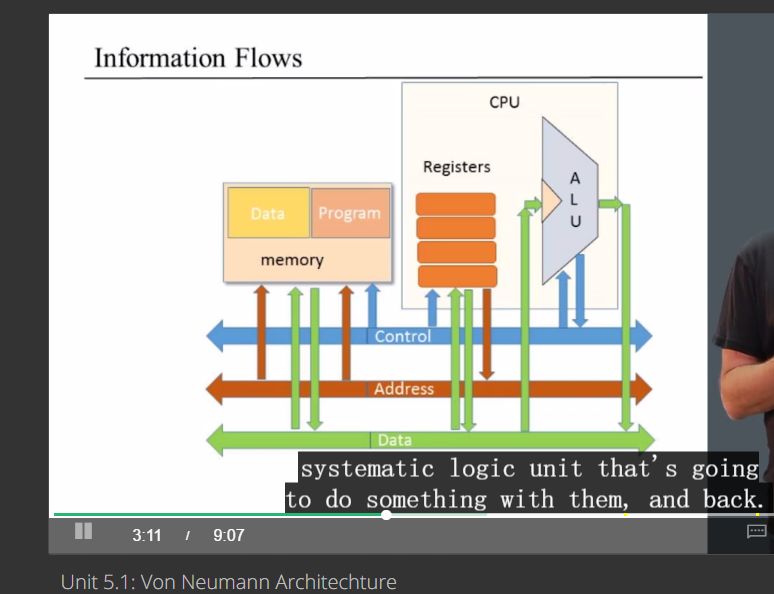 Information Flows
CPU
Registers
A
L
U
Data
Program
memory
Control
Address
Data
systematic logic unit that's going
to do something with them, and back.
3:11 / 9:07
Unit 5.1: Von Neumann Architechture